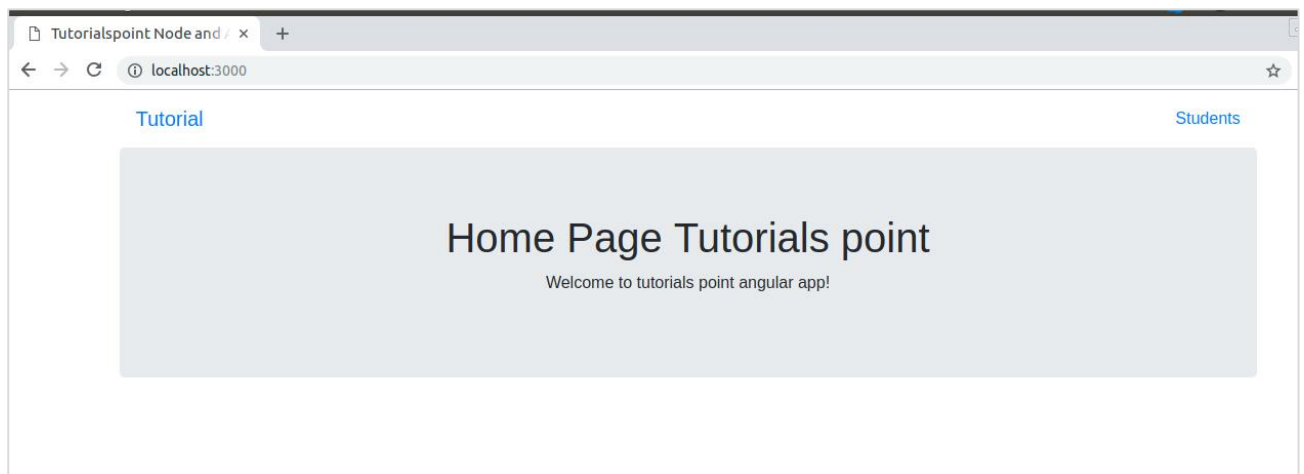 Tutorialspoint Node and
localhost:3000
Tutorial
Students
Home Page Tutorials point
Welcome to tutorials point angular app!